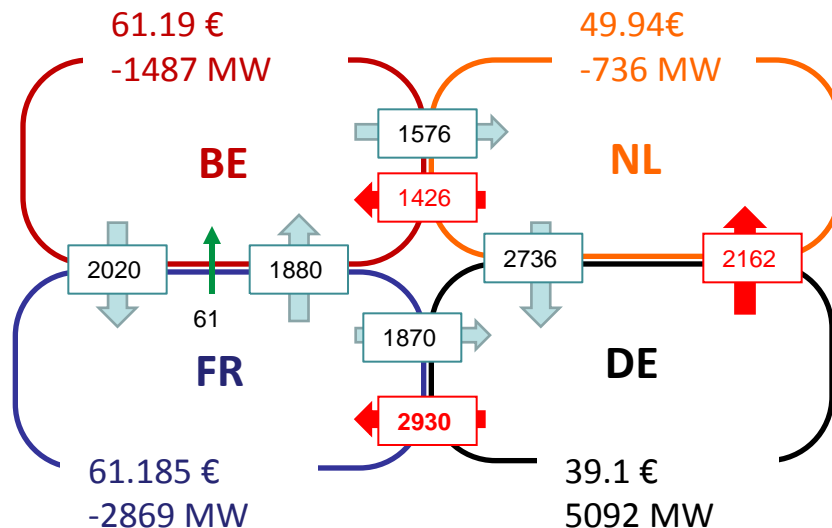 61.19 €
-1487 MW
49.94€
-736 MW
1576
BE
NL
1426
2020
1880
2736
2162
61
1870
FR
DE
2930
61.185 €
-2869 MW
39.1 €
5092 MW